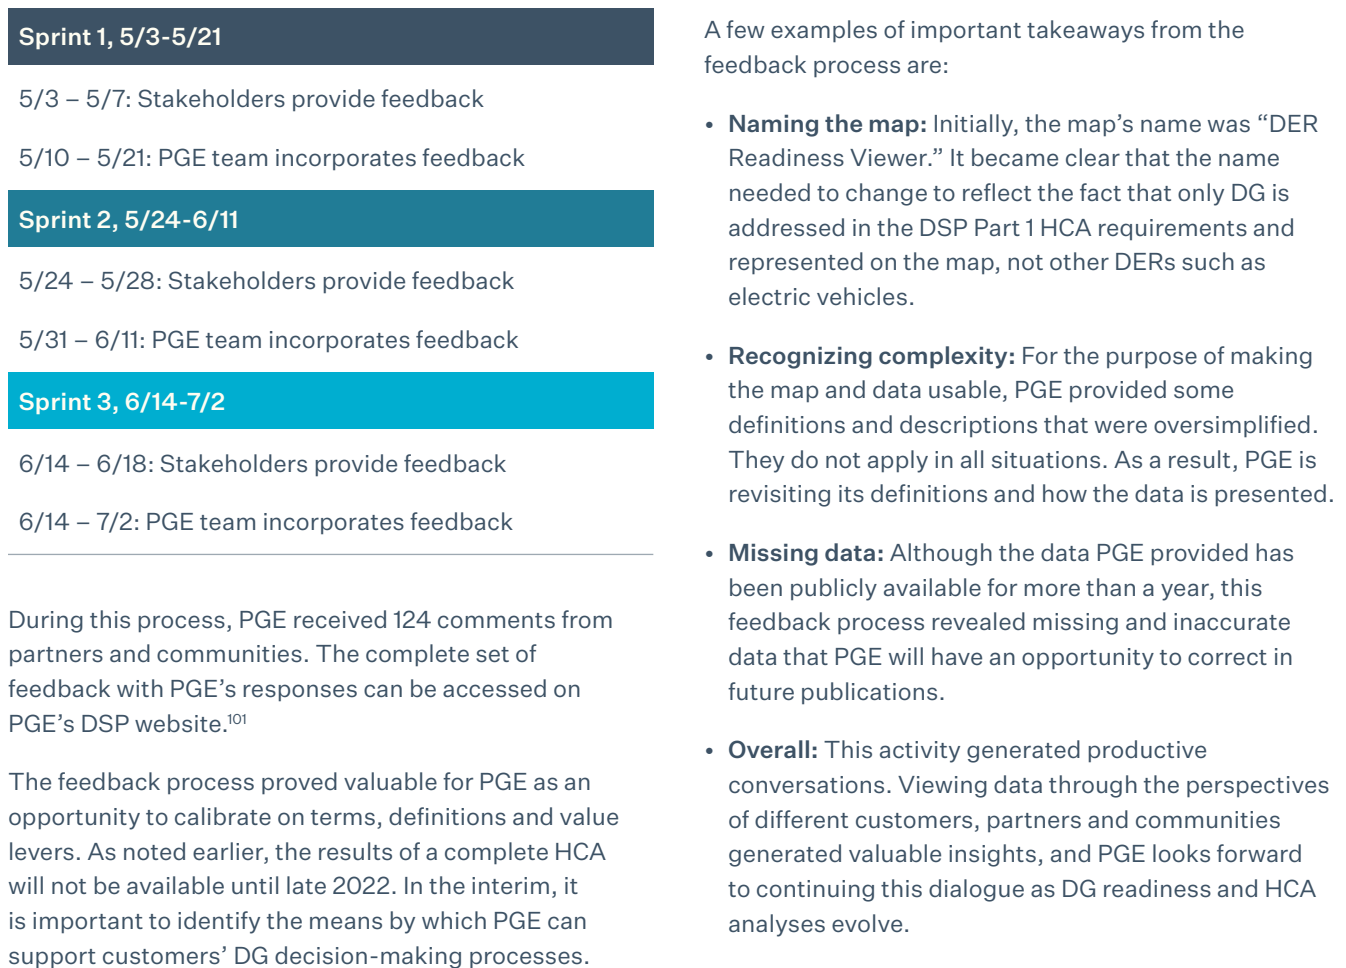 Sprint 1, 5/3-5/21
5/3 – 5/7: Stakeholders provide feedback
5/10 – 5/21: PGE team incorporates feedback
Sprint 2, 5/24-6/11
5/24 – 5/28: Stakeholders provide feedback
5/31 – 6/11: PGE team incorporates feedback
Sprint 3, 6/14-7/2
6/14 – 6/18: Stakeholders provide feedback
6/14 – 7/2: PGE team incorporates feedback
During this process, PGE received 124 comments from
partners and communities. The complete set of
feedback with PGE’s responses can be accessed on
PGE’s DSP website.101
The feedback process proved valuable for PGE as an
opportunity to calibrate on terms, definitions and value
levers. As noted earlier, the results of a complete HCA
will not be available until late 2022. In the interim, it
is important to identify the means by which PGE can
support customers’ DG decision-making processes.
A few examples of important takeaways from the
feedback process are:
• Naming the map: Initially, the map’s name was “DER
Readiness Viewer.” It became clear that the name
needed to change to reflect the fact that only DG is
addressed in the DSP Part 1 HCA requirements and
represented on the map, not other DERs such as
electric vehicles.
• Recognizing complexity: For the purpose of making
the map and data usable, PGE provided some
definitions and descriptions that were oversimplified.
They do not apply in all situations. As a result, PGE is
revisiting its definitions and how the data is presented.
• Missing data: Although the data PGE provided has
been publicly available for more than a year, this
feedback process revealed missing and inaccurate
data that PGE will have an opportunity to correct in
future publications.
• Overall: This activity generated productive
conversations. Viewing data through the perspectives
of different customers, partners and communities
generated valuable insights, and PGE looks forward
to continuing this dialogue as DG readiness and HCA
analyses evolve.